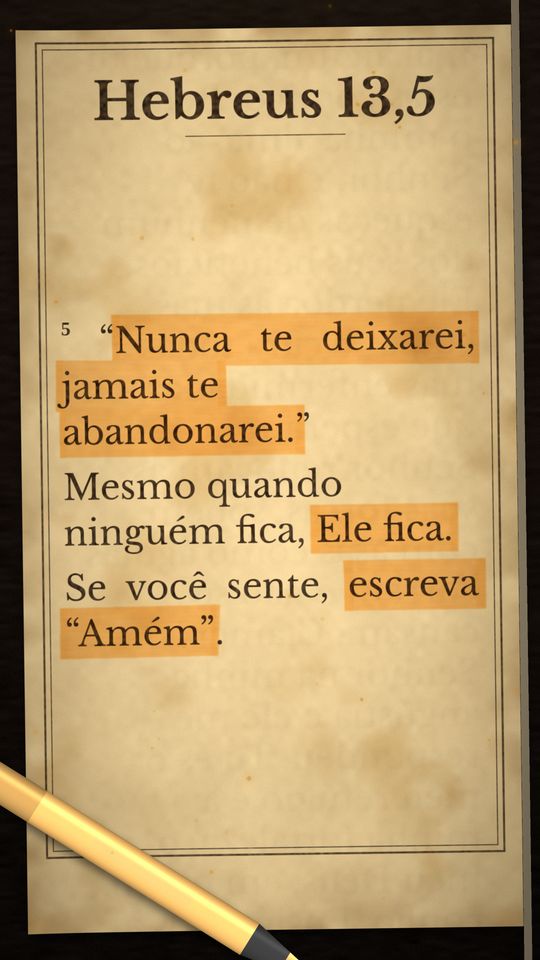 Hebreus 13,5
5 “Nunca te deixarei,
jamais te
abandonarei.”
Mesmo quando
ninguém fica, Ele fica.
Se você sente, escreva
“Amém”.